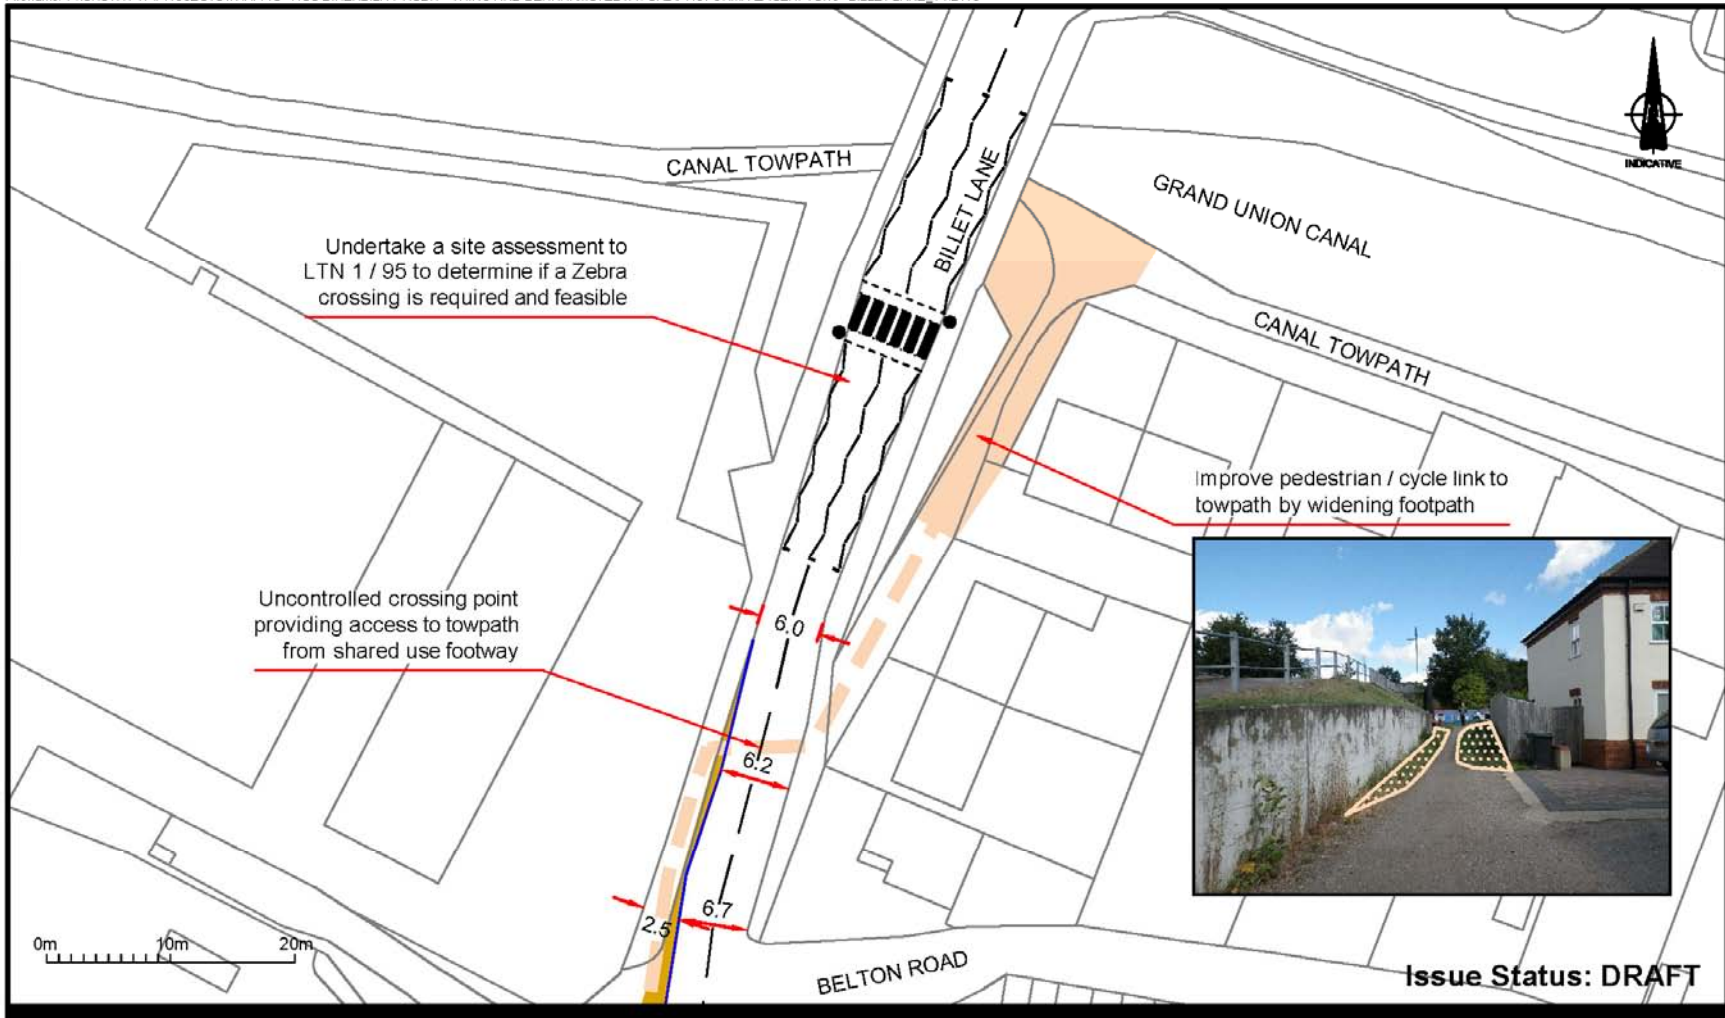 INDICATIVE
CANAL TOWPATH
BILLET LANE
GRAND UNION CANAL
Undertake a site assessment to
LTN 1 / 95 to determine if a Zebra
crossing is required and feasible
CANAL TOWPATH
Improve pedestrian / cycle link to
towpath by widening footpath
Uncontrolled crossing point
providing access to towpath
from shared use footway
6.0
6.2
6.7
2.5
0m 10m 20m
BELTON ROAD
Issue Status: DRAFT